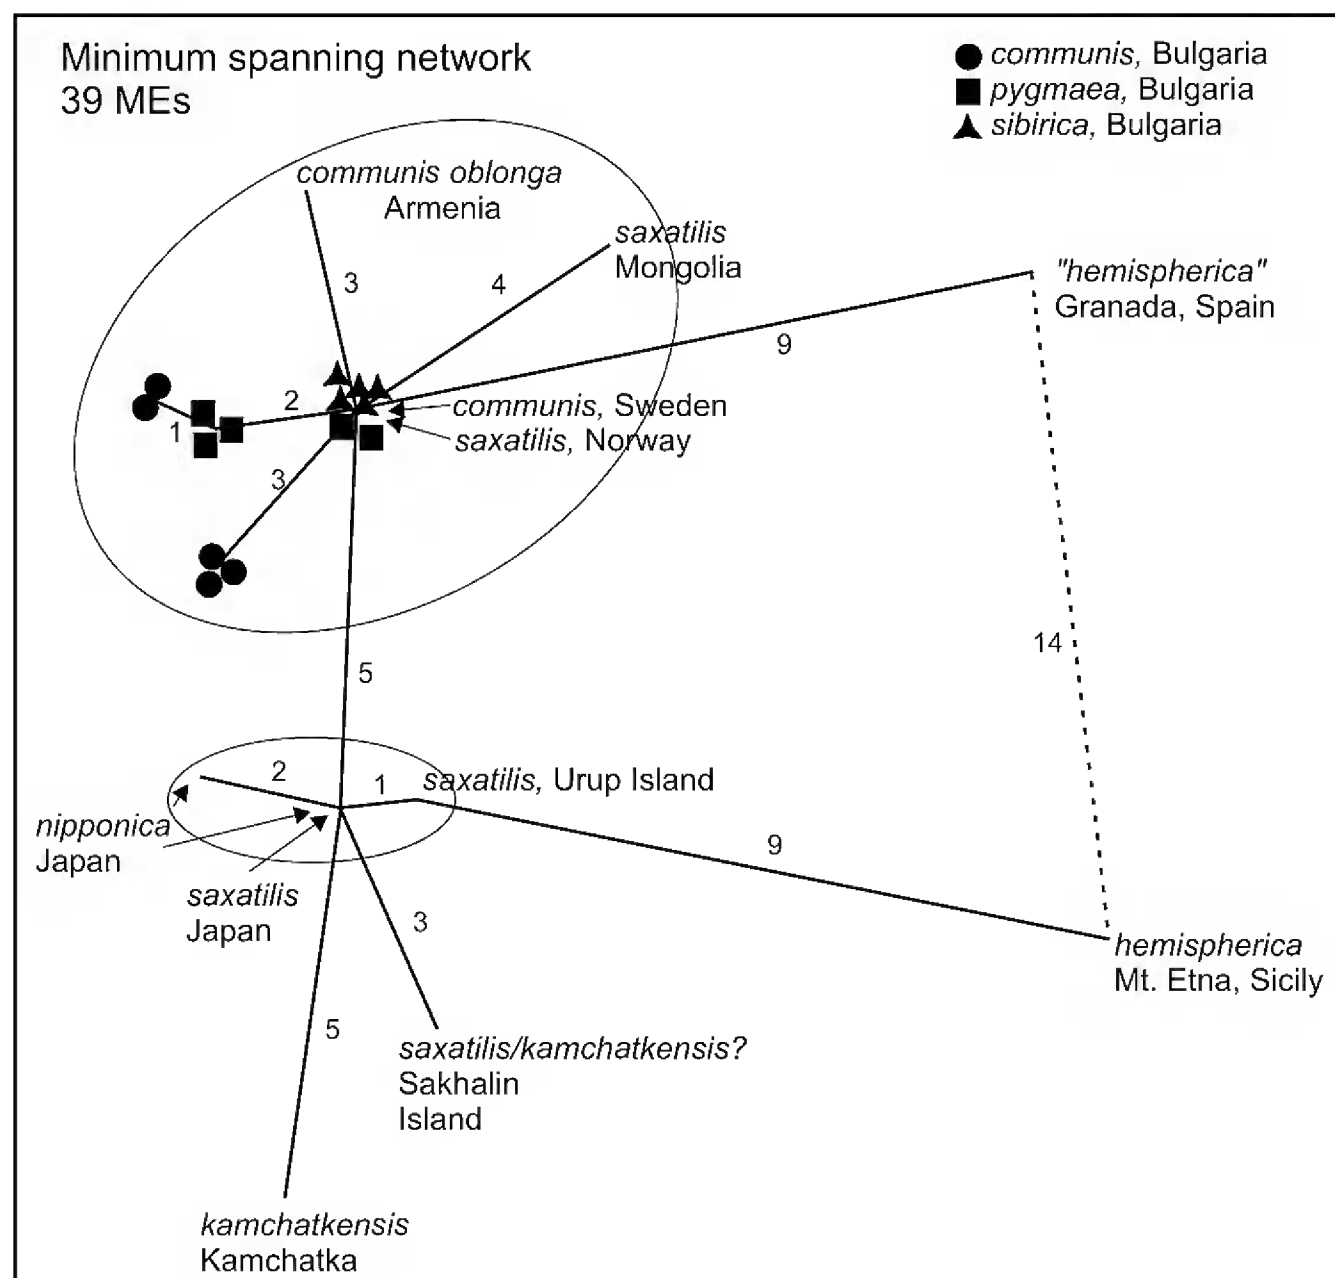 Minimum spanning network
39 MEs
communis, Bulgaria
pygmaea, Bulgaria
sibirica, Bulgaria
communis oblonga
Armenia
saxatilis
Mongolia
"hemispherica"
Granada, Spain
3
4
9
2
communis, Sweden
1
saxatilis, Norway
3
14
5
2
1
saxatilis, Urup Island
nipponica
Japan
9
saxatilis
Japan
3
hemispherica
Mt. Etna, Sicily
5
saxatilis/kamchatkensis?
Sakhalin
Island
kamchatkensis
Kamchatka